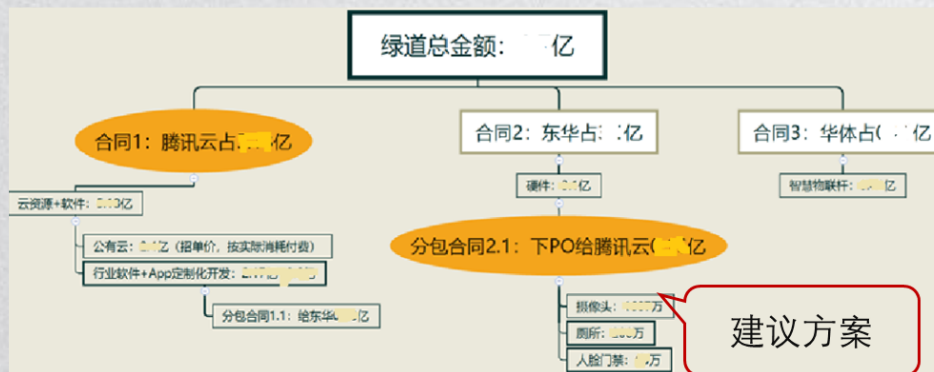 绿道总金额： 亿
合同1：腾讯云占 亿
合同2：东华占 亿
合同3：华体占 亿
云资源+软件： 亿
硬件： 亿
智慧物联杆： 亿
公有云： 亿（招单价，按实际消耗付费）
行业软件+App定制化开发：
分包合同1.1：给东华 亿
分包合同2.1：下PO给腾讯云 亿
摄像头： 万
厕所： 万
人脸门禁： 万
建议方案